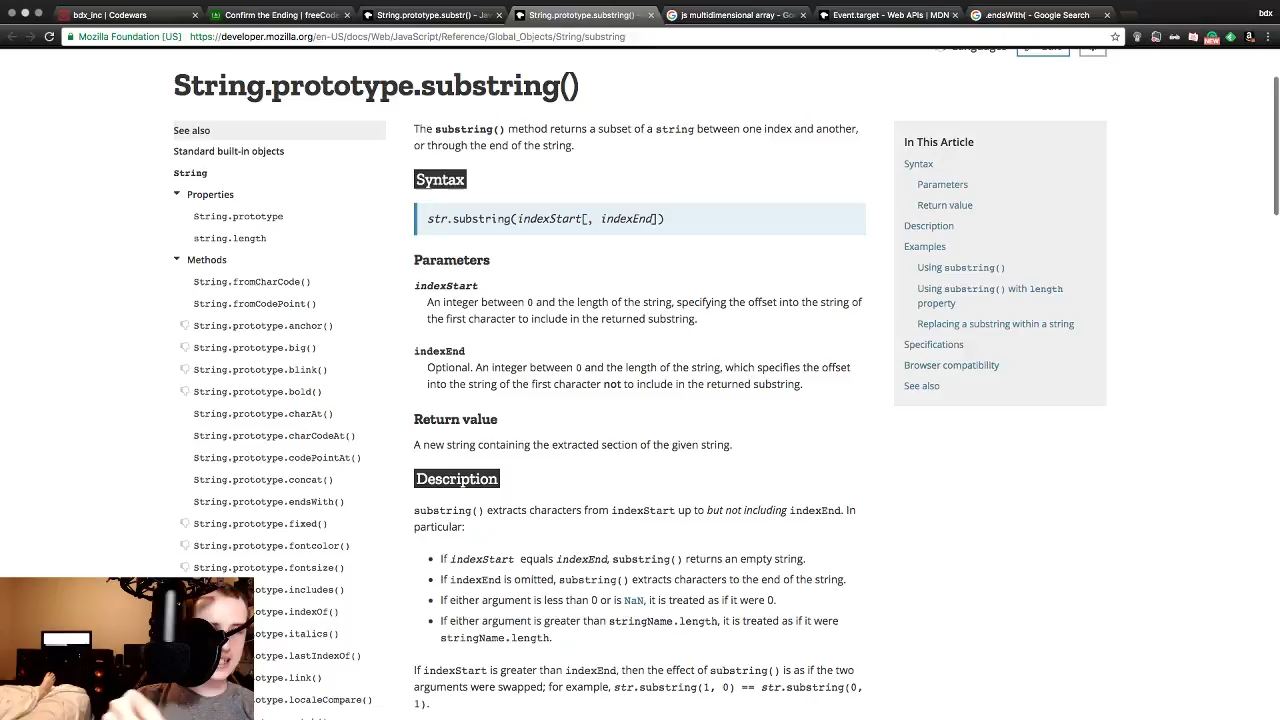 bdx_inc | Codewars
Confirm the Ending | freeCode
String.prototype.substr() - Jav
String.prototype.substring() -
js multidimensional array - Go
Event.target - Web APIs | MDN
.endsWith( - Google Search
bdx
Mozilla Foundation [US]
https://developer.mozilla.org/en-US/docs/Web/JavaScript/Reference/Global_Objects/String/substring
NEW
String.prototype.substring()
See also
Standard built-in objects
String
Properties
String.prototype
string.length
Methods
String.fromCharCode()
String.fromCodePoint()
String.prototype.anchor()
String.prototype.big()
String.prototype.blink()
String.prototype.bold()
String.prototype.charAt()
String.prototype.charCodeAt()
String.prototype.codePointAt()
String.prototype.concat()
String.prototype.endsWith()
String.prototype.fixed()
String.prototype.fontcolor()
String.prototype.fontsize()
otype.includes()
otype.indexOf()
otype.italics()
otype.lastIndexOf()
otype.link()
otype.localeCompare()
The substring() method returns a subset of a string between one index and another,
or through the end of the string.
Syntax
str.substring(indexStart[, indexEnd])
Parameters
indexStart
An integer between 0 and the length of the string, specifying the offset into the string of
the first character to include in the returned substring.
indexEnd
Optional. An integer between 0 and the length of the string, which specifies the offset
into the string of the first character not to include in the returned substring.
Return value
A new string containing the extracted section of the given string.
Description
substring() extracts characters from indexStart up to but not including indexEnd. In
particular:
If indexStart equals indexEnd, substring() returns an empty string.
If indexEnd is omitted, substring() extracts characters to the end of the string.
If either argument is less than 0 or is NaN, it is treated as if it were 0.
If either argument is greater than stringName.length, it is treated as if it were
stringName.length.
If indexStart is greater than indexEnd, then the effect of substring() is as if the two
arguments were swapped; for example, str.substring(1, 0) == str.substring(0,
1).
In This Article
Syntax
Parameters
Return value
Description
Examples
Using substring()
Using substring() with length
property
Replacing a substring within a string
Specifications
Browser compatibility
See also